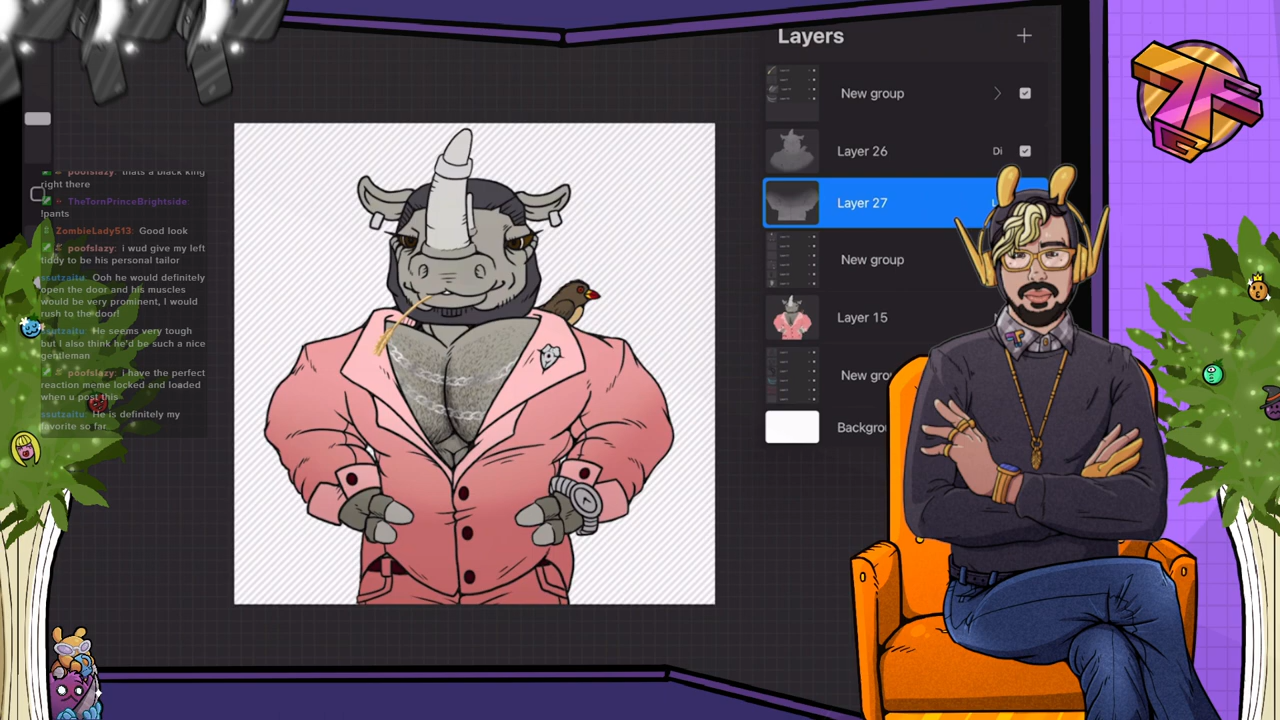 poofslazy: thats a black king
right there
TheTornPrinceBrightside:
!pants
ZombieLady513: Good look
poofslazy: i wud give my left
tiddy to be his personal tailor
ssutzaitu: Ooh he would definitely
open the door and his muscles
would be very prominent, I would
rush to the door!
ssutzaitu: He seems very tough
but I also think he'd be such a nice
gentleman
poofslazy: i have the perfect
reaction meme locked and loaded
when u post this
ssutzaitu: He is definitely my
favorite so far
Layers
New group
Layer 26 Di
Layer 27
New group
Layer 15
New grou
Backgrou